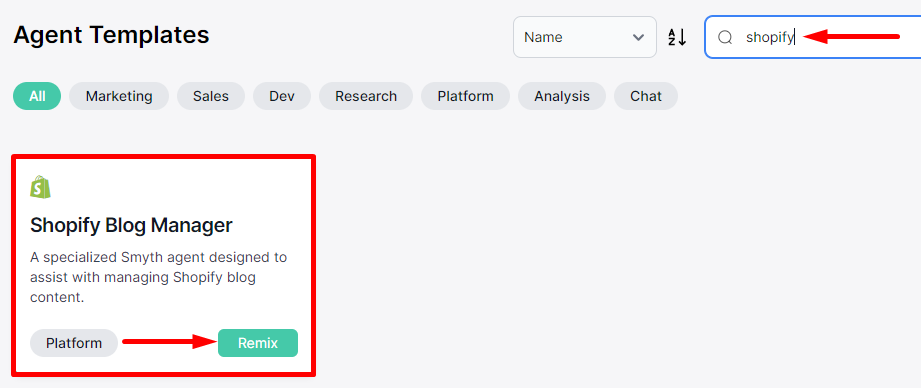 Agent Templates
Name
shopify
All
Marketing
Sales
Dev
Research
Platform
Analysis
Chat
Shopify Blog Manager
A specialized Smyth agent designed to
assist with managing Shopify blog
content.
Platform
Remix